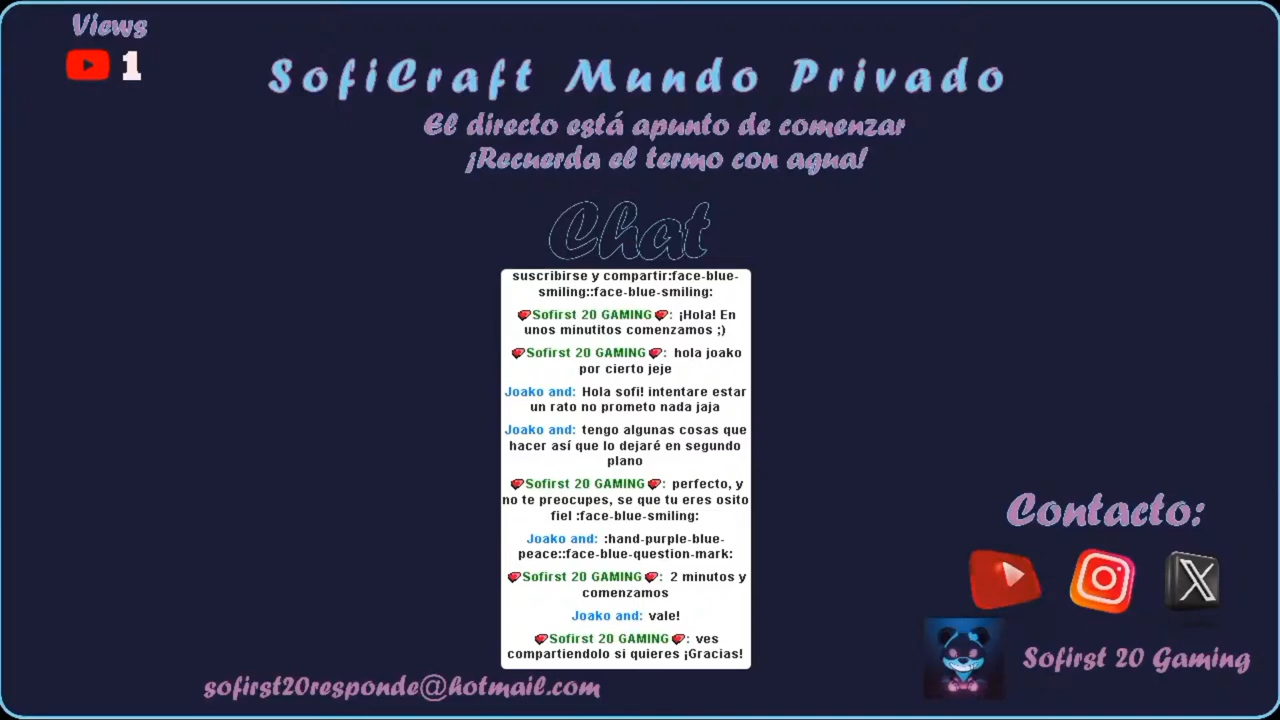 Views
1
SofiCraft Mundo Privado
El directo está apunto de comenzar
¡Recuerda el termo con agua!
Chat
suscribirse y compartir:face-blue-
smiling::face-blue-smiling:
Sofirst 20 GAMING : ¡Hola! En
unos minutitos comenzamos ;)
Sofirst 20 GAMING : hola joako
por cierto jeje
Joako and: Hola sofi! intentare estar
un rato no prometo nada jaja
Joako and: tengo algunas cosas que
hacer así que lo dejaré en segundo
plano
Sofirst 20 GAMING : perfecto, y
no te preocupes, se que tu eres osito
fiel :face-blue-smiling:
Joako and: :hand-purple-blue-
peace::face-blue-question-mark:
Sofirst 20 GAMING : 2 minutos y
comenzamos
Joako and: vale!
Sofirst 20 GAMING : ves
compartiendolo si quieres ¡Gracias!
Contacto:
Sofirst 20 Gaming
sofirst20responde@hotmail.com